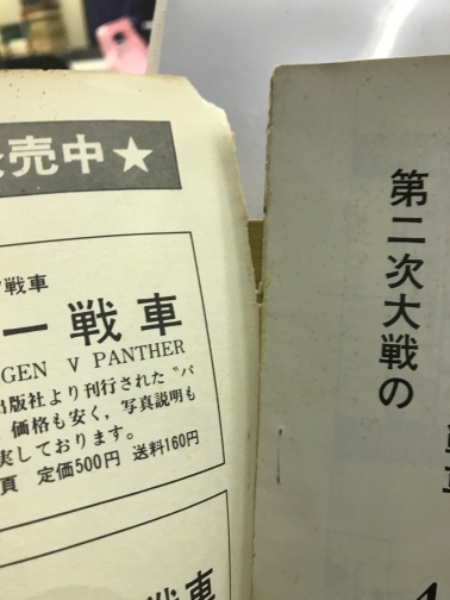 売中★
戦車
ー戦車
GEN V PANTHER
出版社より刊行された〝パ
価格も安く,写真説明も
実しております。
頁 定価500円 送料160円
戦車
第二次大戦の